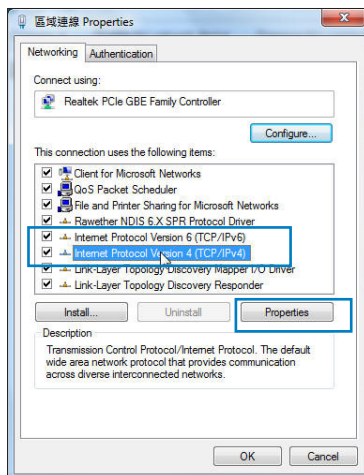 區域連線 Properties
Networking
Authentication
Connect using:
Realtek PCIe GBE Family Controller
Configure...
This connection uses the following items:
Client for Microsoft Networks
QoS Packet Scheduler
File and Printer Sharing for Microsoft Networks
Rawether NDIS 6.X SPR Protocol Driver
Internet Protocol Version 6 (TCP/IPv6)
Internet Protocol Version 4 (TCP/IPv4)
Link-Layer Topology Discovery Mapper I/O Driver
Link-Layer Topology Discovery Responder
Install...
Uninstall
Properties
Description
Transmission Control Protocol/Internet Protocol. The default
wide area network protocol that provides communication
across diverse interconnected networks.
OK
Cancel